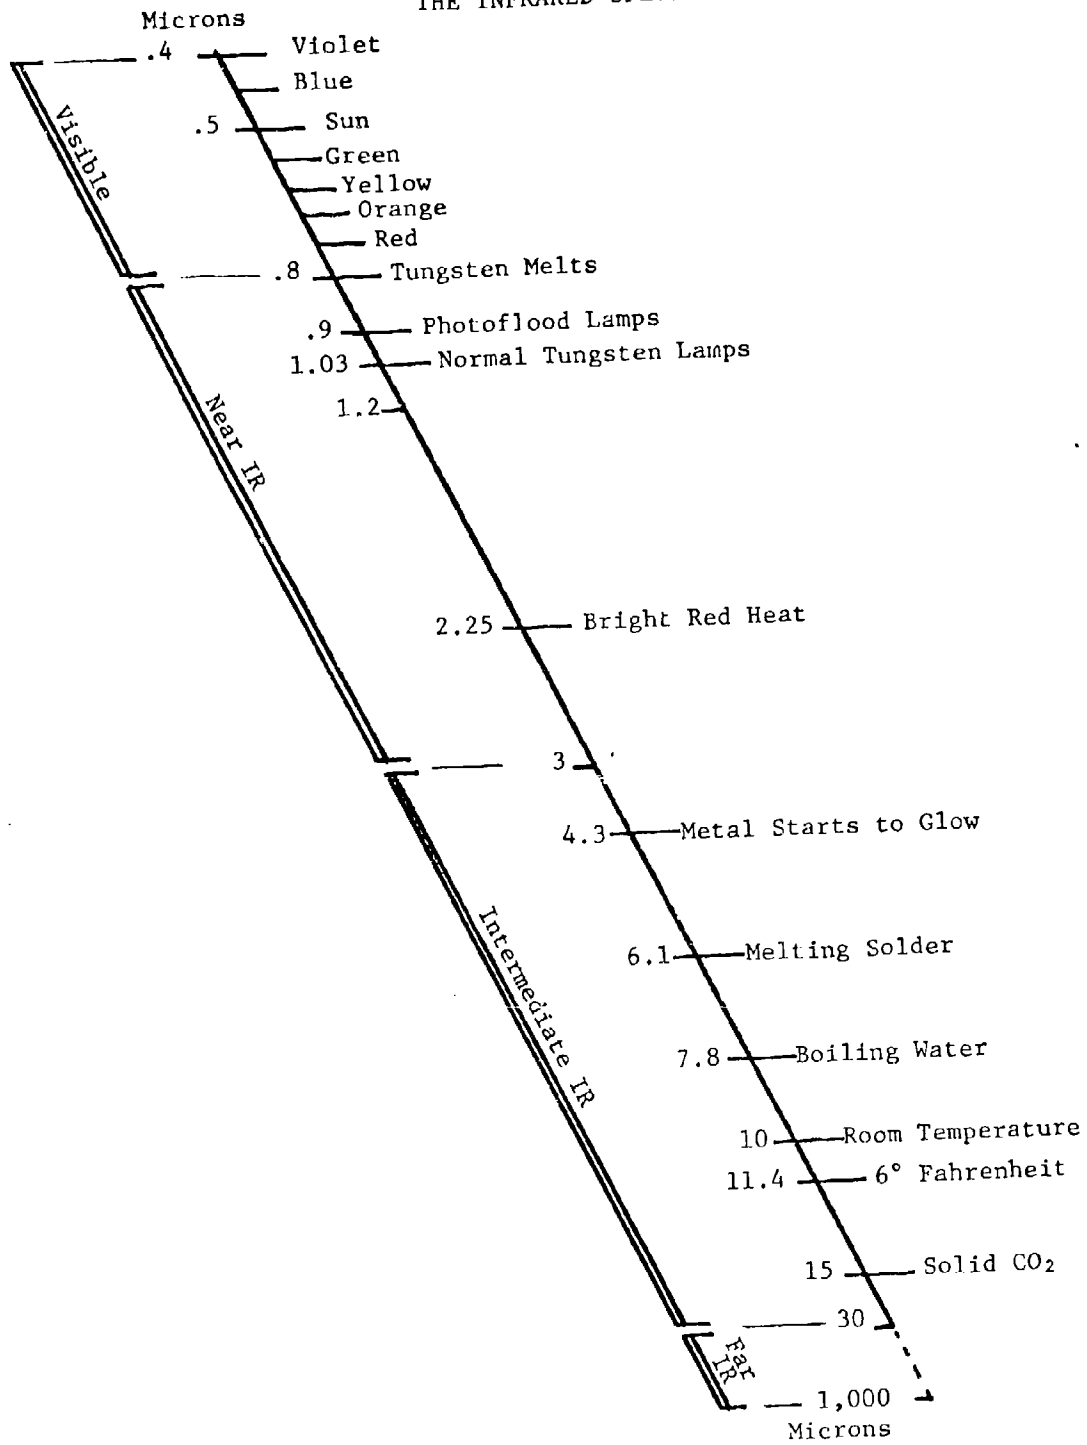 THE INFRARED
Microns
.4 Violet
Blue
.5 Sun
Green
Yellow
Orange
Red
.8 Tungsten Melts
.9 Photoflood Lamps
1.03 Normal Tungsten Lamps
1.2
2.25 Bright Red Heat
3
4.3 Metal Starts to Glow
6.1 Melting Solder
7.8 Boiling Water
10 Room Temperature
11.4 6° Fahrenheit
15 Solid CO2
30
1,000
Microns
Visible
Near IR
Intermediate IR
Far
IR